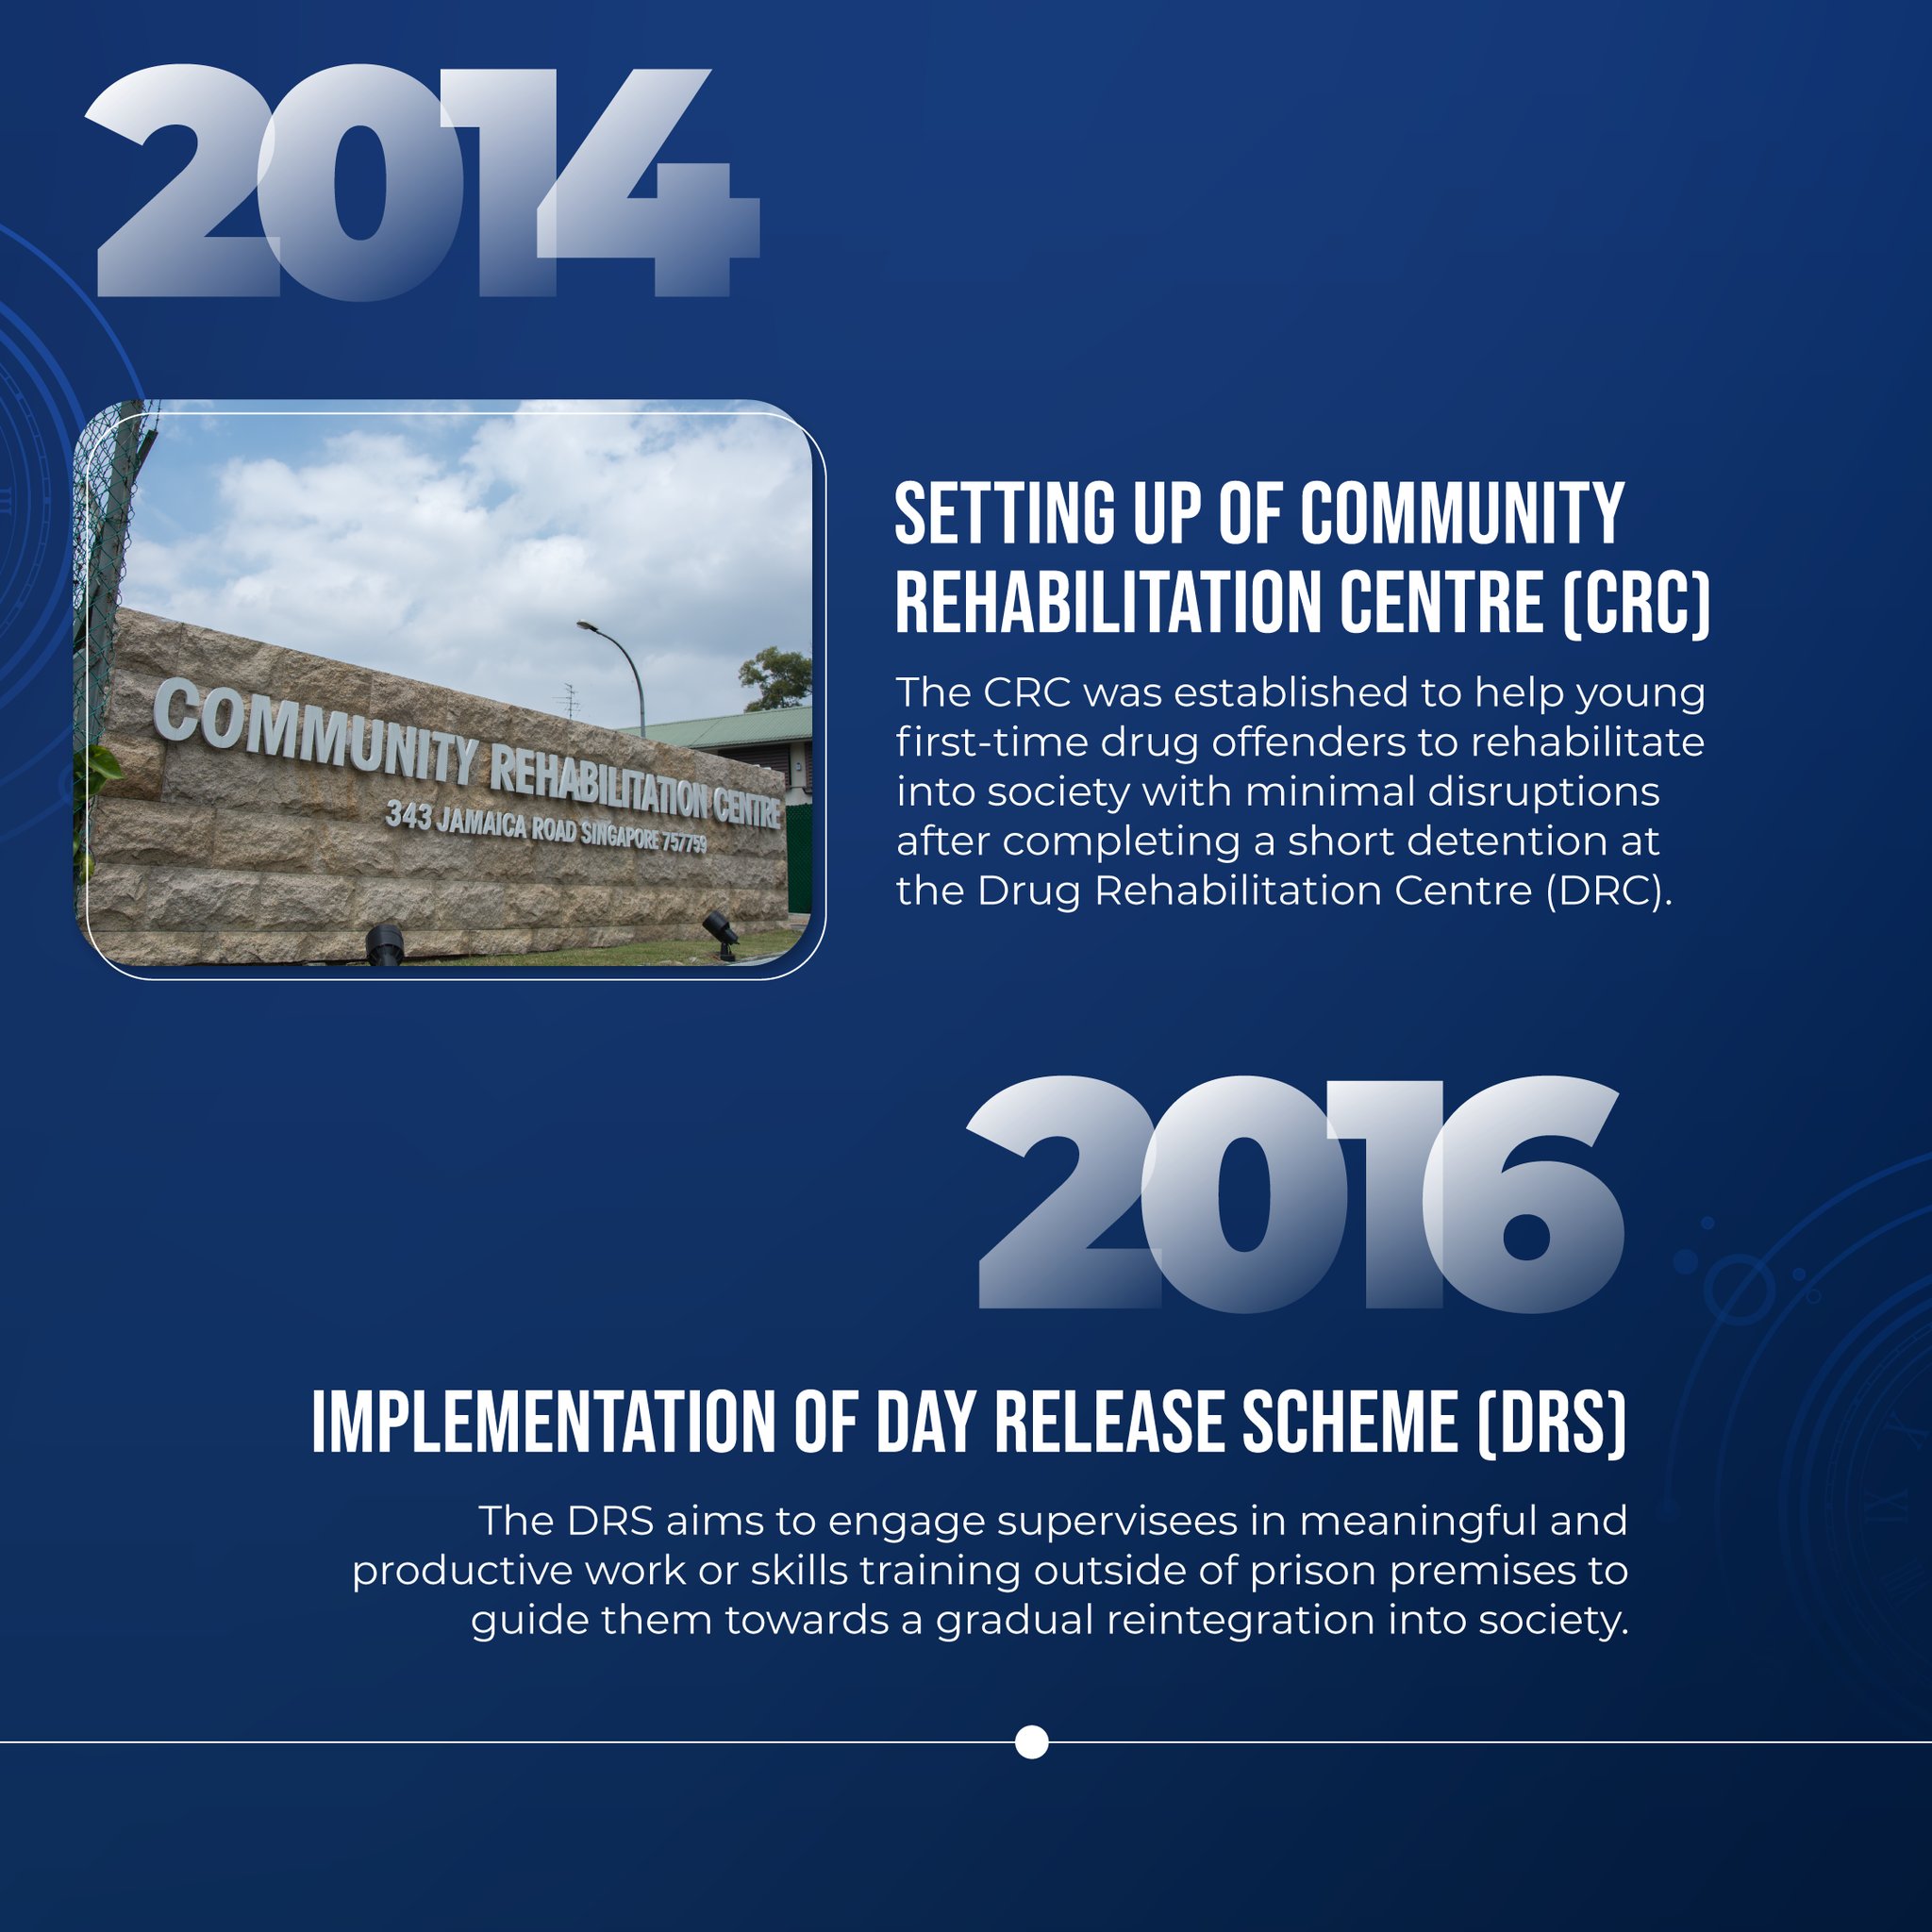 2014
COMMUNITY REHABILITATION CENTRE
343 JAMAICA ROAD SINGAPORE 757759
SETTING UP OF COMMUNITY
REHABILITATION CENTRE (CRC)
The CRC was established to help young
first-time drug offenders to rehabilitate
into society with minimal disruptions
after completing a short detention at
the Drug Rehabilitation Centre (DRC).
2016
IMPLEMENTATION OF DAY RELEASE SCHEME (DRS)
The DRS aims to engage supervisees in meaningful and
productive work or skills training outside of prison premises to
guide them towards a gradual reintegration into society.